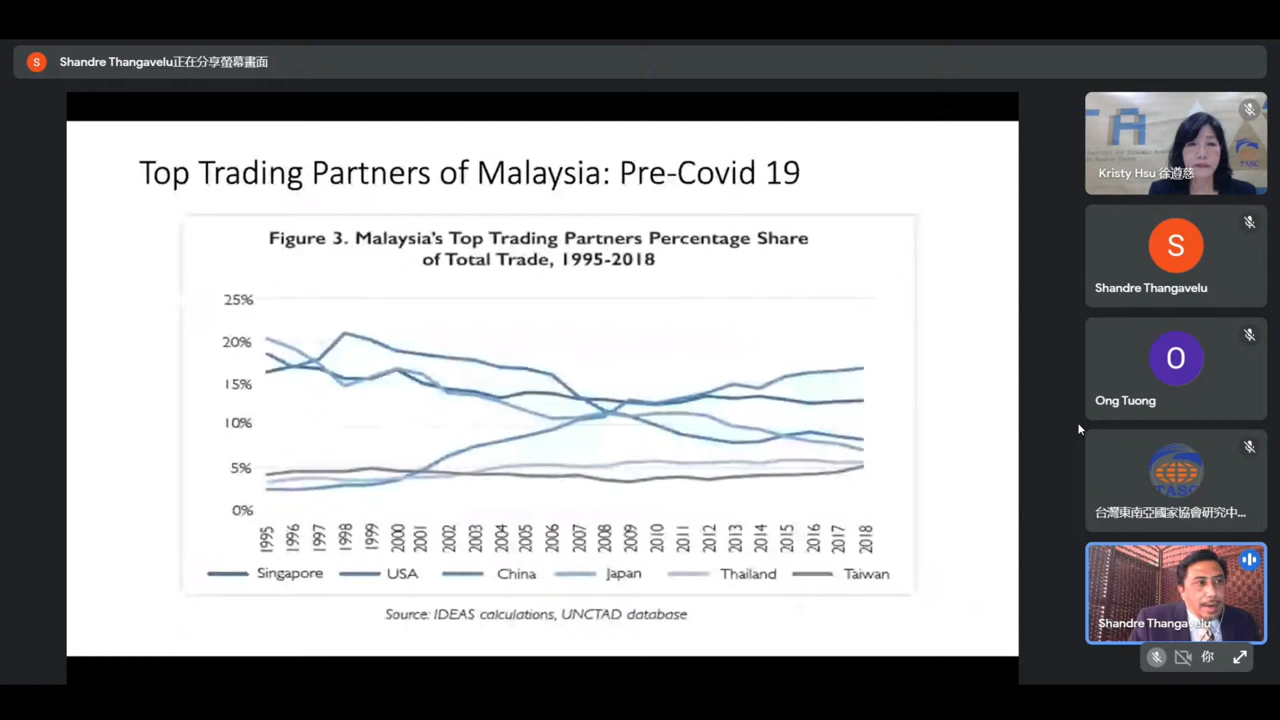 S
Shandre Thangavelu正在分享螢幕畫面
Top Trading Partners of Malaysia: Pre-Covid 19
Figure 3. Malaysia's Top Trading Partners Percentage Share
of Total Trade, 1995-2018
25%
20%
15%
10%
5%
0%
1995 1996 1997 1998 1999 2000 2001 2002 2003 2004 2005 2006 2007 2008 2009 2010 2011 2012 2013 2014 2015 2016 2017 2018
Singapore USA China Japan Thailand Taiwan
Source: IDEAS calculations, UNCTAD database
TA
TASC
Kristy Hsu 徐遵慈
S
Shandre Thangavelu
O
Ong Tuong
TASC
台灣東南亞國家協會研究中...
Shandre Thangavelu
你